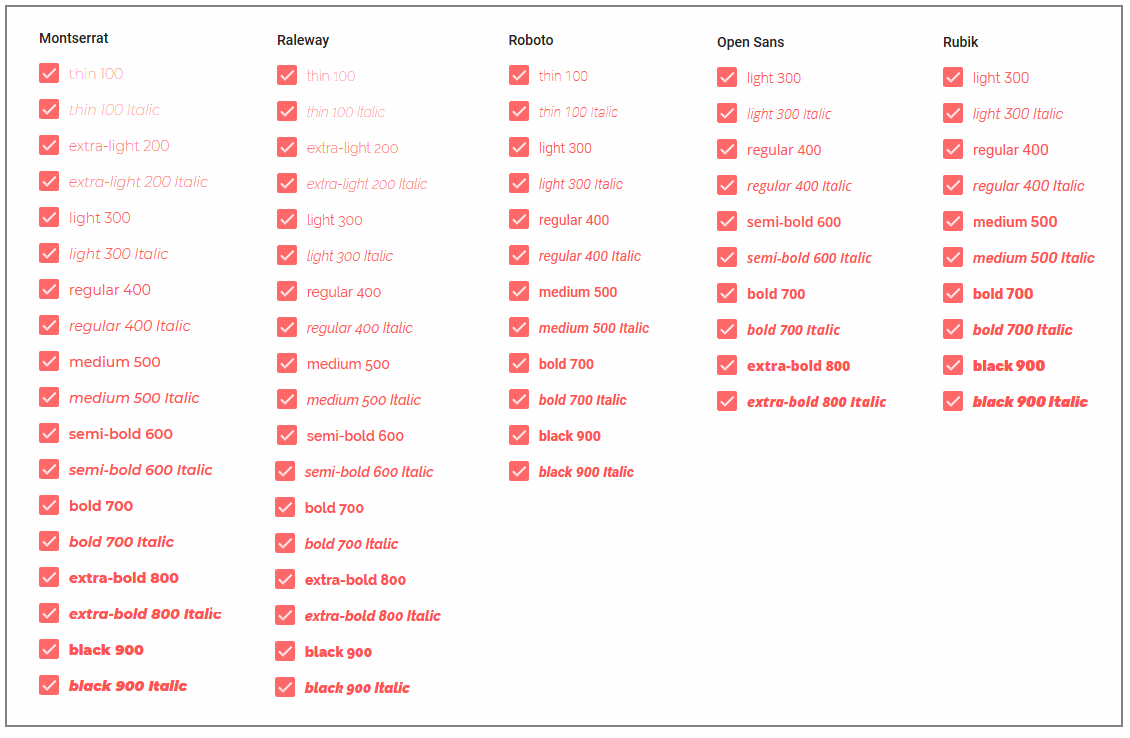 Montserrat
thin 100
thin 100 Italic
extra-light 200
extra-light 200 Italic
light 300
light 300 Italic
regular 400
regular 400 Italic
medium 500
medium 500 Italic
semi-bold 600
semi-bold 600 Italic
bold 700
bold 700 Italic
extra-bold 800
extra-bold 800 Italic
black 900
black 900 Italic
Raleway
thin 100
thin 100 Italic
extra-light 200
extra-light 200 Italic
light 300
light 300 Italic
regular 400
regular 400 Italic
medium 500
medium 500 Italic
semi-bold 600
semi-bold 600 Italic
bold 700
bold 700 Italic
extra-bold 800
extra-bold 800 Italic
black 900
black 900 Italic
Roboto
thin 100
thin 100 Italic
light 300
light 300 Italic
regular 400
regular 400 Italic
medium 500
medium 500 Italic
bold 700
bold 700 Italic
black 900
black 900 Italic
Open Sans
light 300
light 300 Italic
regular 400
regular 400 Italic
semi-bold 600
semi-bold 600 Italic
bold 700
bold 700 Italic
extra-bold 800
extra-bold 800 Italic
Rubik
light 300
light 300 Italic
regular 400
regular 400 Italic
medium 500
medium 500 Italic
bold 700
bold 700 Italic
black 900
black 900 Italic